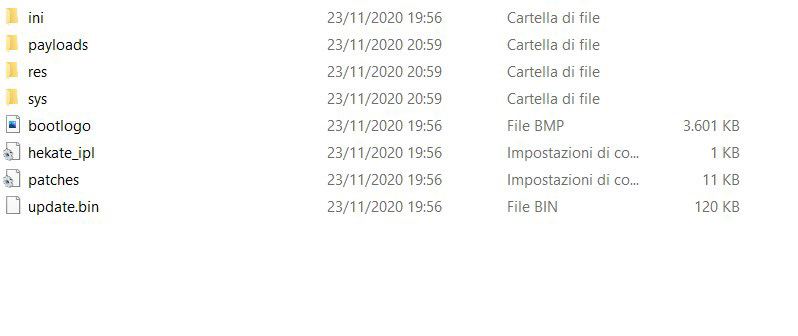 ini 23/11/2020 19:56 Cartella di file
payloads 23/11/2020 20:59 Cartella di file
res 23/11/2020 20:59 Cartella di file
sys 23/11/2020 20:59 Cartella di file
bootlogo 23/11/2020 19:56 File BMP 3.601 KB
hekate_ipl 23/11/2020 19:56 Impostazioni di co... 1 KB
patches 23/11/2020 19:56 Impostazioni di co... 11 KB
update.bin 23/11/2020 19:56 File BIN 120 KB